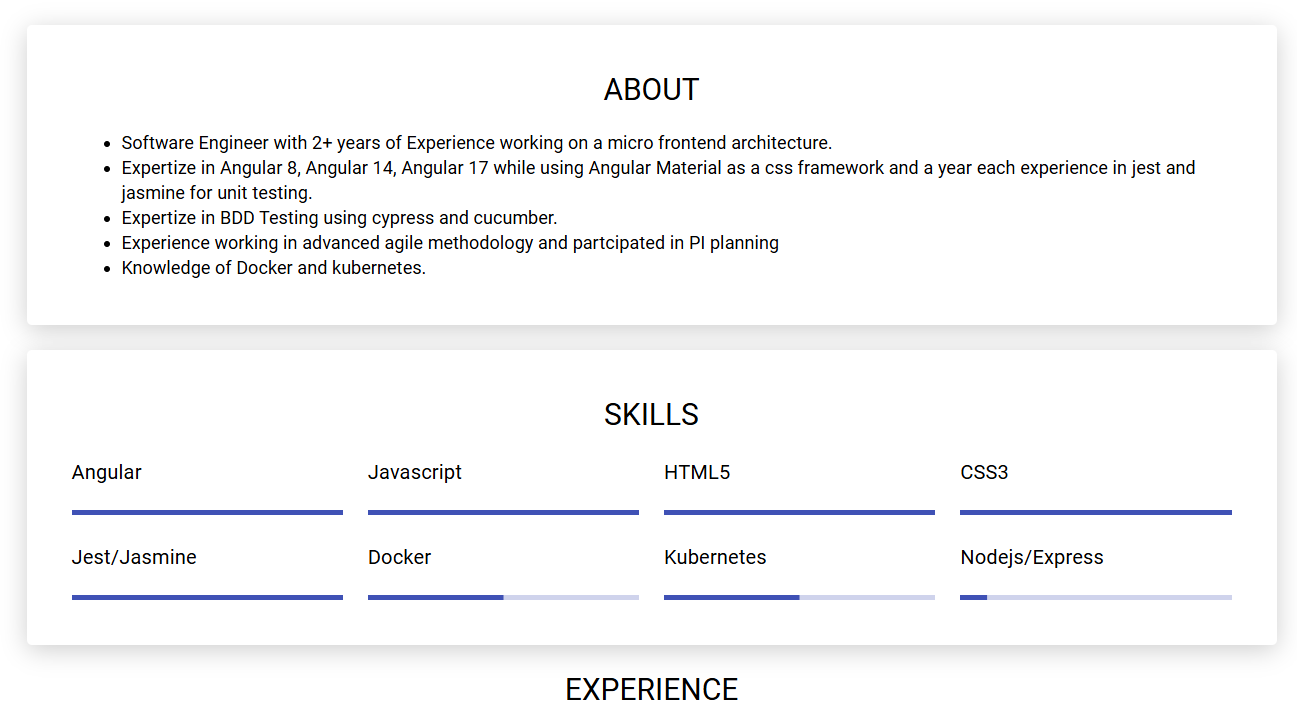 ABOUT
Software Engineer with 2+ years of Experience working on a micro frontend architecture.
Expertize in Angular 8, Angular 14, Angular 17 while using Angular Material as a css framework and a year each experience in jest and
jasmine for unit testing.
Expertize in BDD Testing using cypress and cucumber.
Experience working in advanced agile methodology and partcipated in PI planning
Knowledge of Docker and kubernetes.
SKILLS
Angular
Javascript
HTML5
CSS3
Jest/Jasmine
Docker
Kubernetes
Nodejs/Express
EXPERIENCE